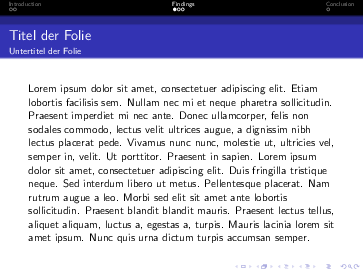 Introduction Findings Conclusion
Titel der Folie
Untertitel der Folie
Lorem ipsum dolor sit amet, consectetuer adipiscing elit. Etiam
lobortis facilisis sem. Nullam nec mi et neque pharetra sollicitudin.
Praesent imperdiet mi nec ante. Donec ullamcorper, felis non
sodales commodo, lectus velit ultrices augue, a dignissim nibh
lectus placerat pede. Vivamus nunc nunc, molestie ut, ultricies vel,
semper in, velit. Ut porttitor. Praesent in sapien. Lorem ipsum
dolor sit amet, consectetuer adipiscing elit. Duis fringilla tristique
neque. Sed interdum libero ut metus. Pellentesque placerat. Nam
rutrum augue a leo. Morbi sed elit sit amet ante lobortis
sollicitudin. Praesent blandit blandit mauris. Praesent lectus tellus,
aliquet aliquam, luctus a, egestas a, turpis. Mauris lacinia lorem sit
amet ipsum. Nunc quis urna dictum turpis accumsan semper.